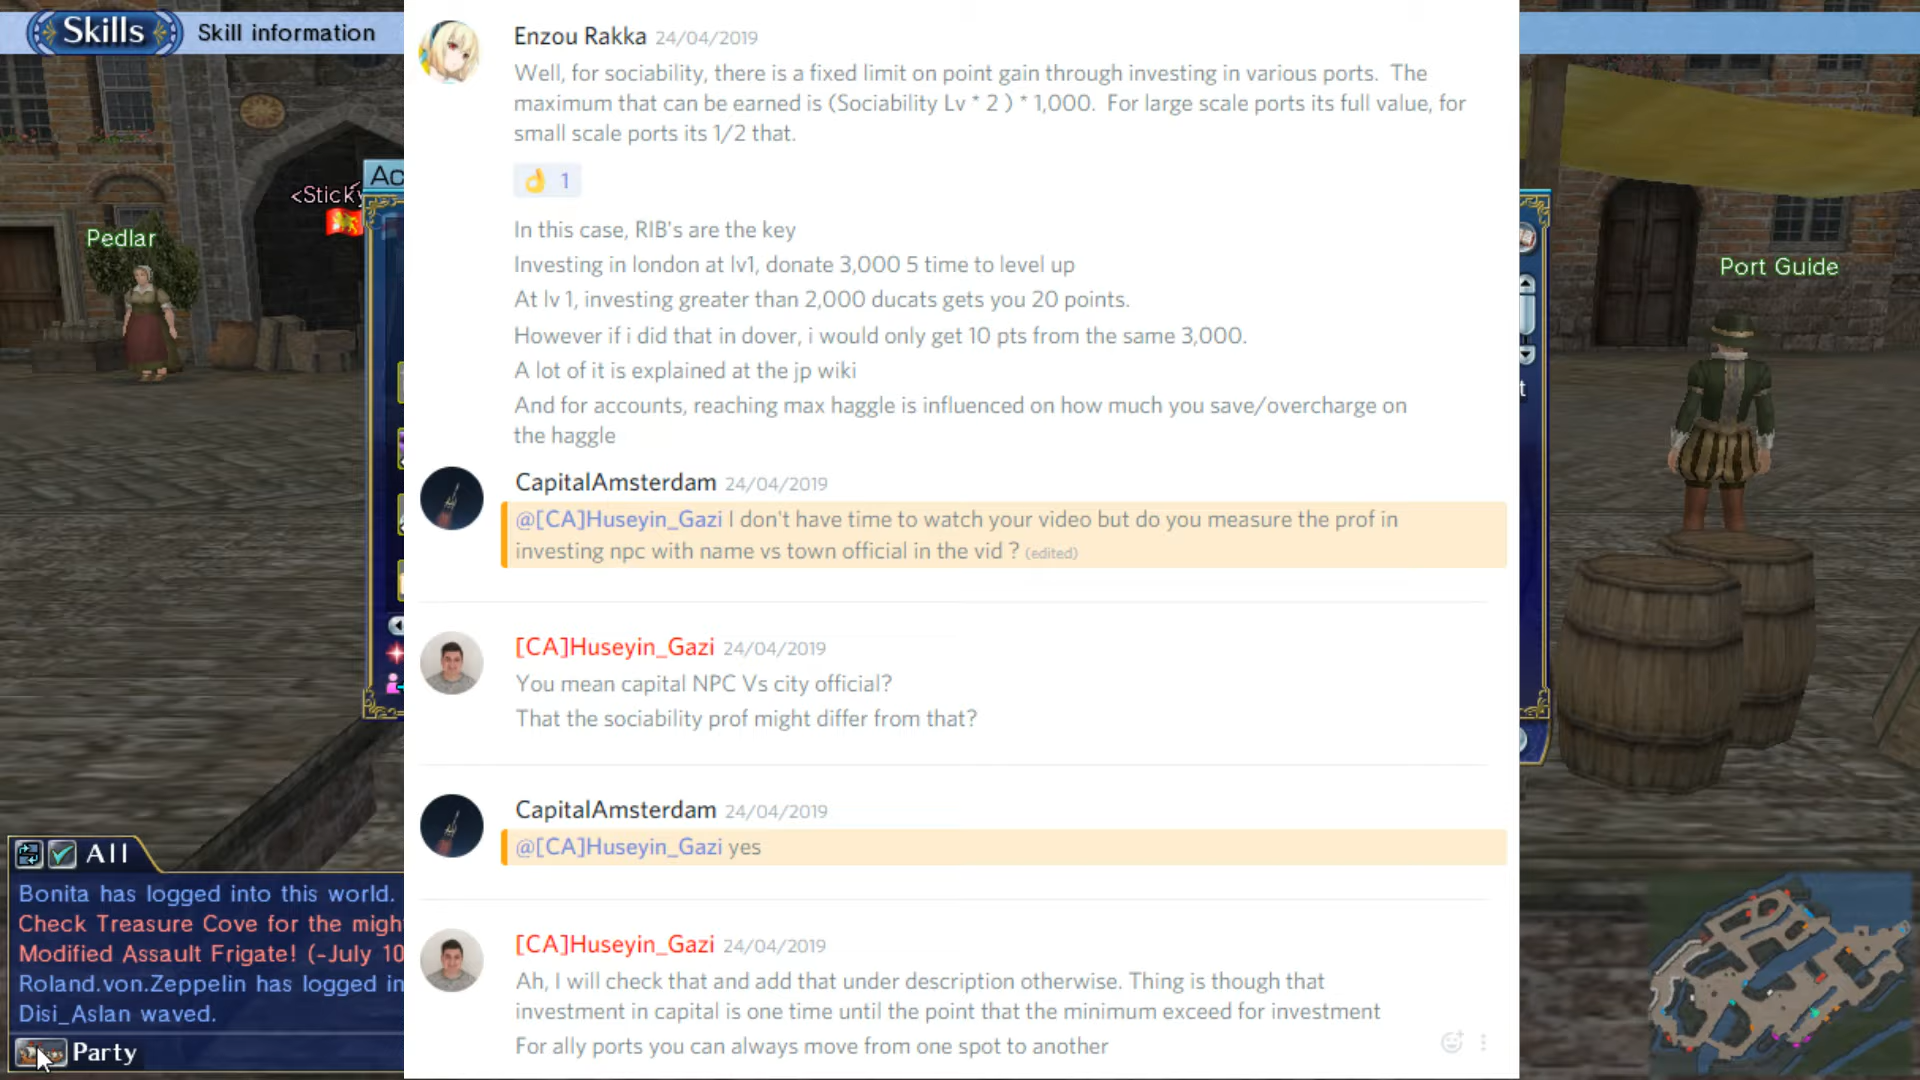 Skills
Skill information
Ac
<Sticky
Pedlar
Port Guide
Enzou Rakka 24/04/2019
Well, for sociability, there is a fixed limit on point gain through investing in various ports. The
maximum that can be earned is (Sociability Lv * 2 ) * 1,000. For large scale ports its full value, for
small scale ports its 1/2 that.
1
In this case, RIB's are the key
Investing in london at lv1, donate 3,000 5 time to level up
At lv 1, investing greater than 2,000 ducats gets you 20 points.
However if i did that in dover, i would only get 10 pts from the same 3,000.
A lot of it is explained at the jp wiki
And for accounts, reaching max haggle is influenced on how much you save/overcharge on
the haggle
CapitalAmsterdam 24/04/2019
@[CA]Huseyin_Gazi I don't have time to watch your video but do you measure the prof in
investing npc with name vs town official in the vid ? (edited)
[CA]Huseyin_Gazi 24/04/2019
You mean capital NPC Vs city official?
That the sociability prof might differ from that?
CapitalAmsterdam 24/04/2019
@[CA]Huseyin_Gazi yes
[CA]Huseyin_Gazi 24/04/2019
Ah, I will check that and add that under description otherwise. Thing is though that
investment in capital is one time until the point that the minimum exceed for investment
For ally ports you can always move from one spot to another
All
Bonita has logged into this world.
Check Treasure Cove for the migh
Modified Assault Frigate! (-July 10
Roland.von.Zeppelin has logged in
Disi_Aslan waved.
Party
t